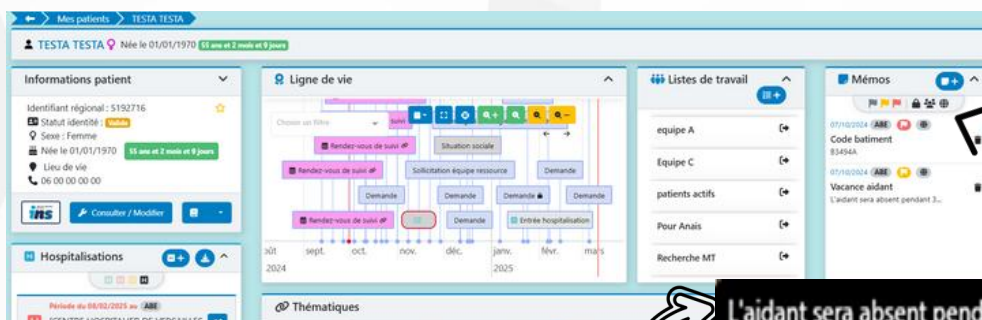 Mes patients TESTA TESTA
TESTA TESTA Née le 01/01/1970 55 ans et 2 mois et 9 jours
Informations patient
Identifiant régional : 5192716
Statut identité : Valide
Sexe : Femme
Née le 01/01/1970 55 ans et 2 mois et 9 jours
Lieu de vie
06 00 00 00 00
ins Consulter / Modifier
Hospitalisations
Période du 08/02/2025 au ABE
Ligne de vie
Choisir un filtre
suivi
Rendez-vous de suivi Situation sociale
Rendez-vous de suivi Sollicitation équipe ressource Demande
Demande Demande Demande Demande
Rendez-vous de suivi Demande Entrée hospitalisation
sept. oct. nov. déc. janv. févr. mars
2024 2025
Thématiques
Listes de travail
equipe A
Equipe C
patients actifs
Pour Anais
Recherche MT
Mémos
07/10/2024 ABE
Code batiment
83494A
07/10/2024 ABE
Vacance aidant
L'aidant sera absent pendant 3...
L'aidant sera absent pend